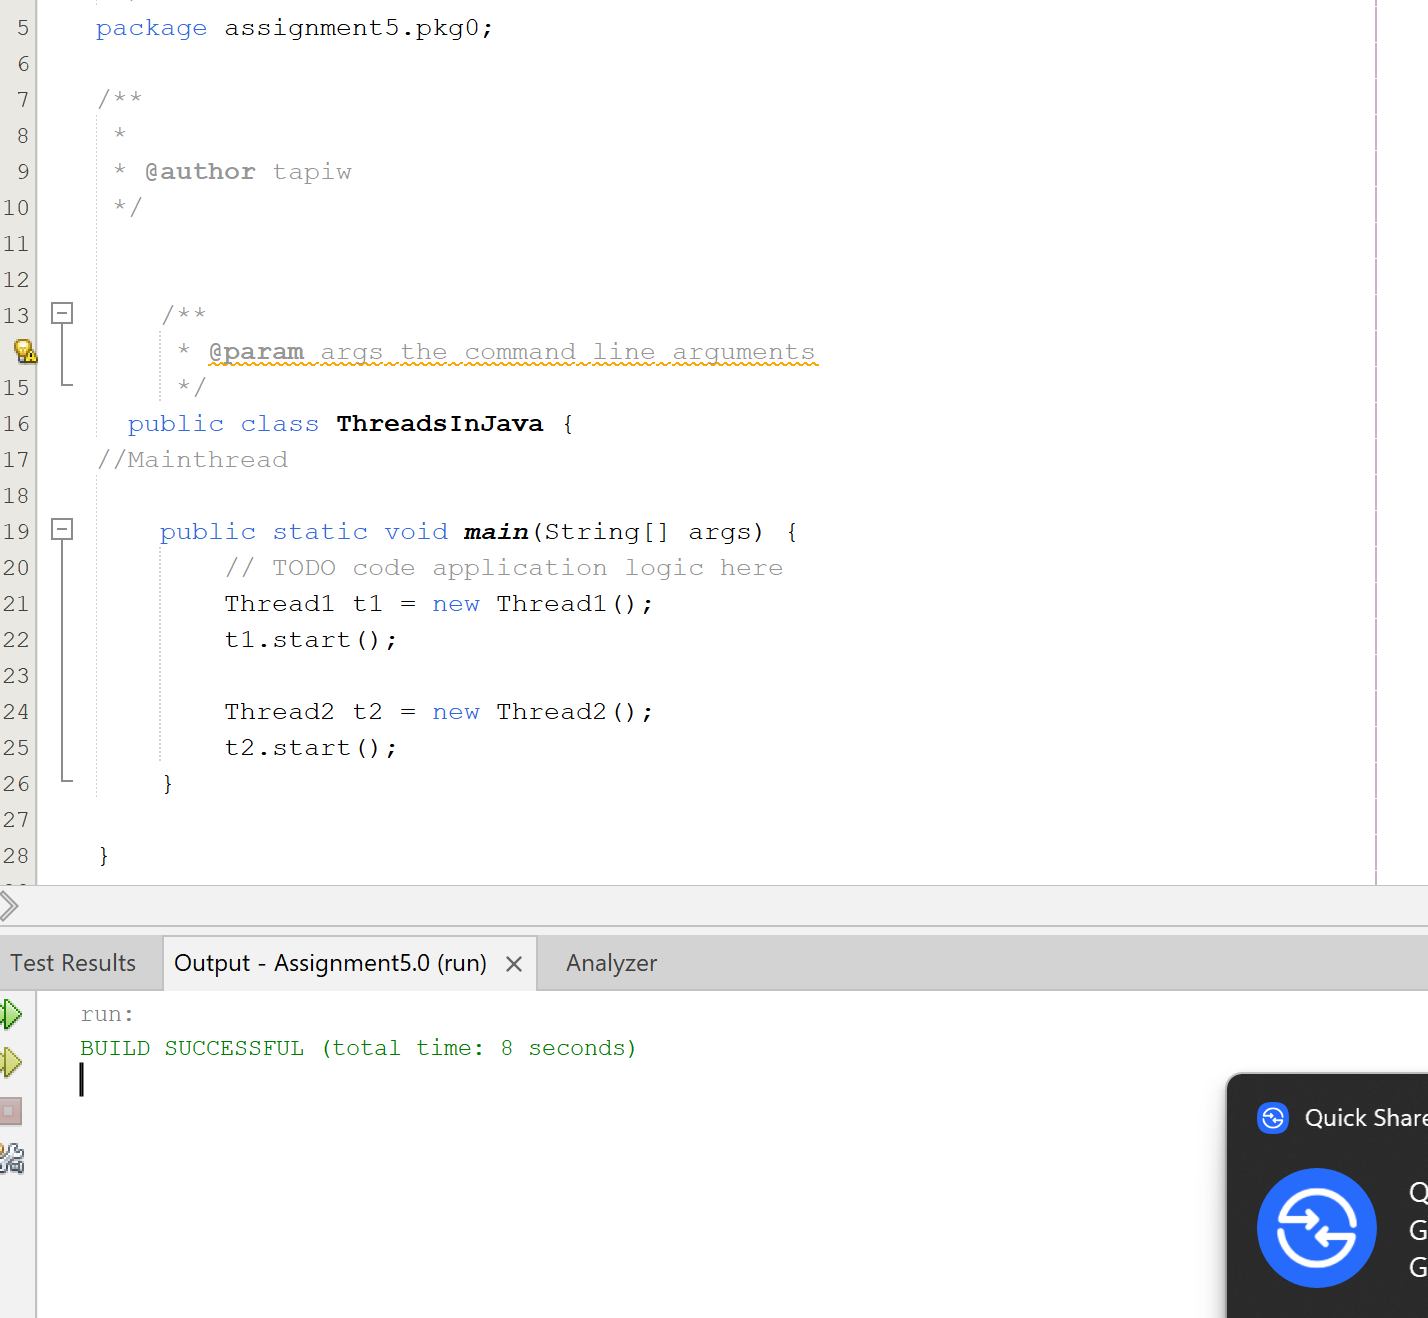 5 package assignment5.pkg0;
6
7 /**
8 *
9 * @author tapiw
10 */
11
12
13 /**
* @param args the command line arguments
15 */
16 public class ThreadsInJava {
17 //Mainthread
18
19 public static void main(String[] args) {
20 // TODO code application logic here
21 Thread1 t1 = new Thread1();
22 t1.start();
23
24 Thread2 t2 = new Thread2();
25 t2.start();
26 }
27
28 }
Test Results Output - Assignment5.0 (run) Analyzer
run:
BUILD SUCCESSFUL (total time: 8 seconds)
Quick Share
Q
G
G